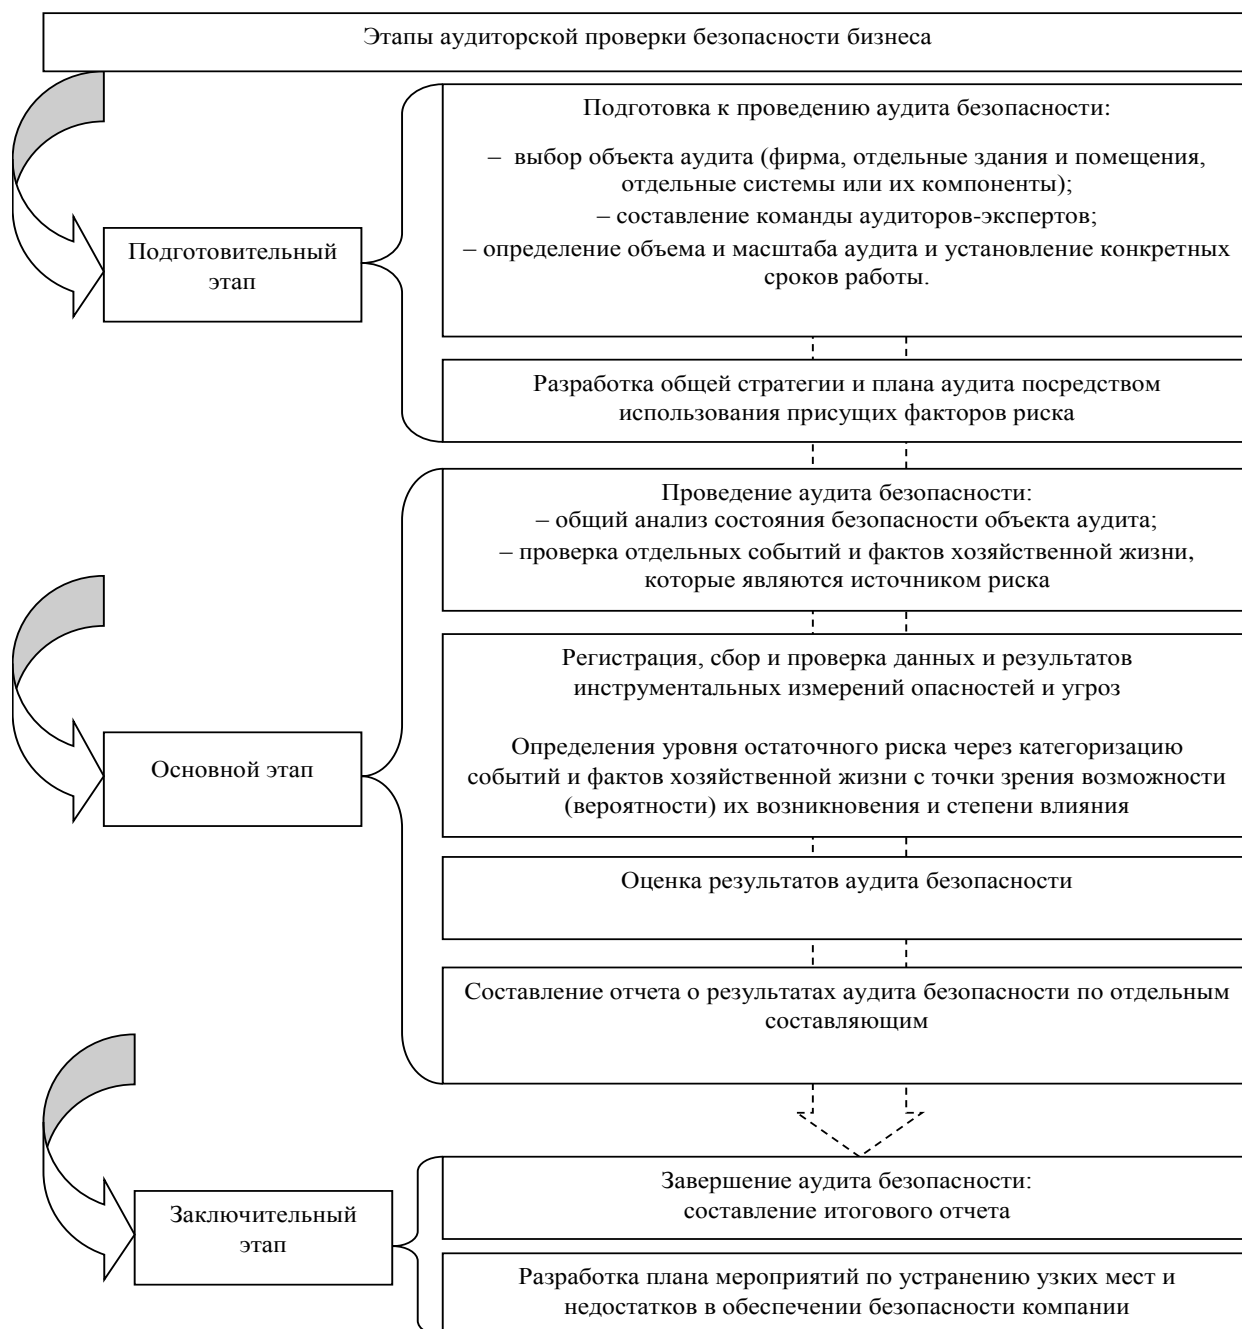 Этапы аудиторской проверки безопасности бизнеса
Подготовительный
этап
Подготовка к проведению аудита безопасности:
– выбор объекта аудита (фирма, отдельные здания и помещения,
отдельные системы или их компоненты);
– составление команды аудиторов-экспертов;
– определение объема и масштаба аудита и установление конкретных
сроков работы.
Разработка общей стратегии и плана аудита посредством
использования присущих факторов риска
Основной этап
Проведение аудита безопасности:
– общий анализ состояния безопасности объекта аудита;
– проверка отдельных событий и фактов хозяйственной жизни,
которые являются источником риска
Регистрация, сбор и проверка данных и результатов
инструментальных измерений опасностей и угроз
Определения уровня остаточного риска через категоризацию
событий и фактов хозяйственной жизни с точки зрения возможности
(вероятности) их возникновения и степени влияния
Оценка результатов аудита безопасности
Составление отчета о результатах аудита безопасности по отдельным
составляющим
Заключительный
этап
Завершение аудита безопасности:
составление итогового отчета
Разработка плана мероприятий по устранению узких мест и
недостатков в обеспечении безопасности компании